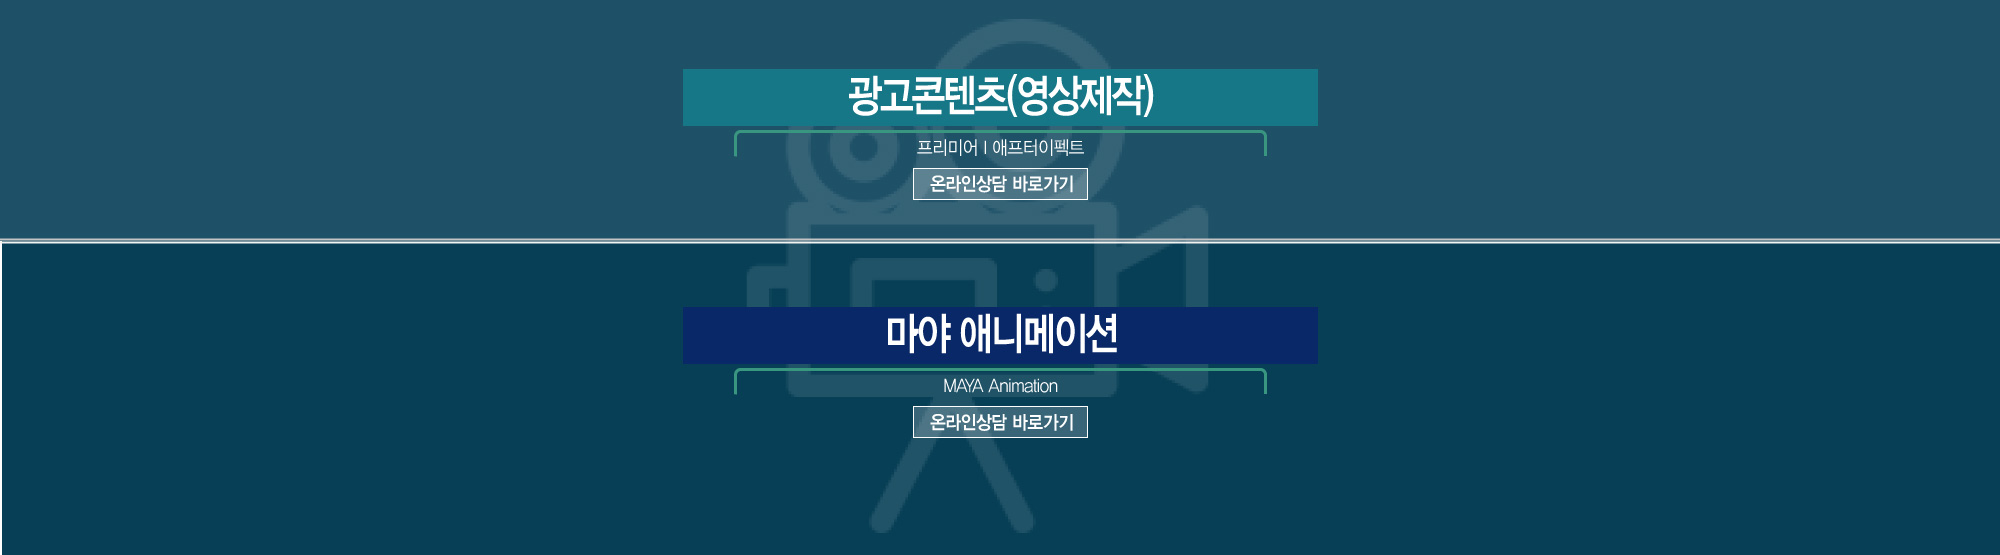 광고콘텐츠(영상제작)
프리미어 | 애프터이펙트
온라인상담 바로가기
마야 애니메이션
MAYA Animation
온라인상담 바로가기